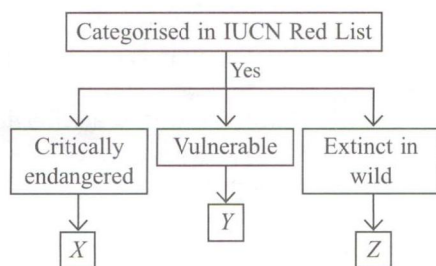 Categorised in IUCN Red List
Yes
Critically
endangered
Vulnerable
Extinct in
wild
X
Y
Z